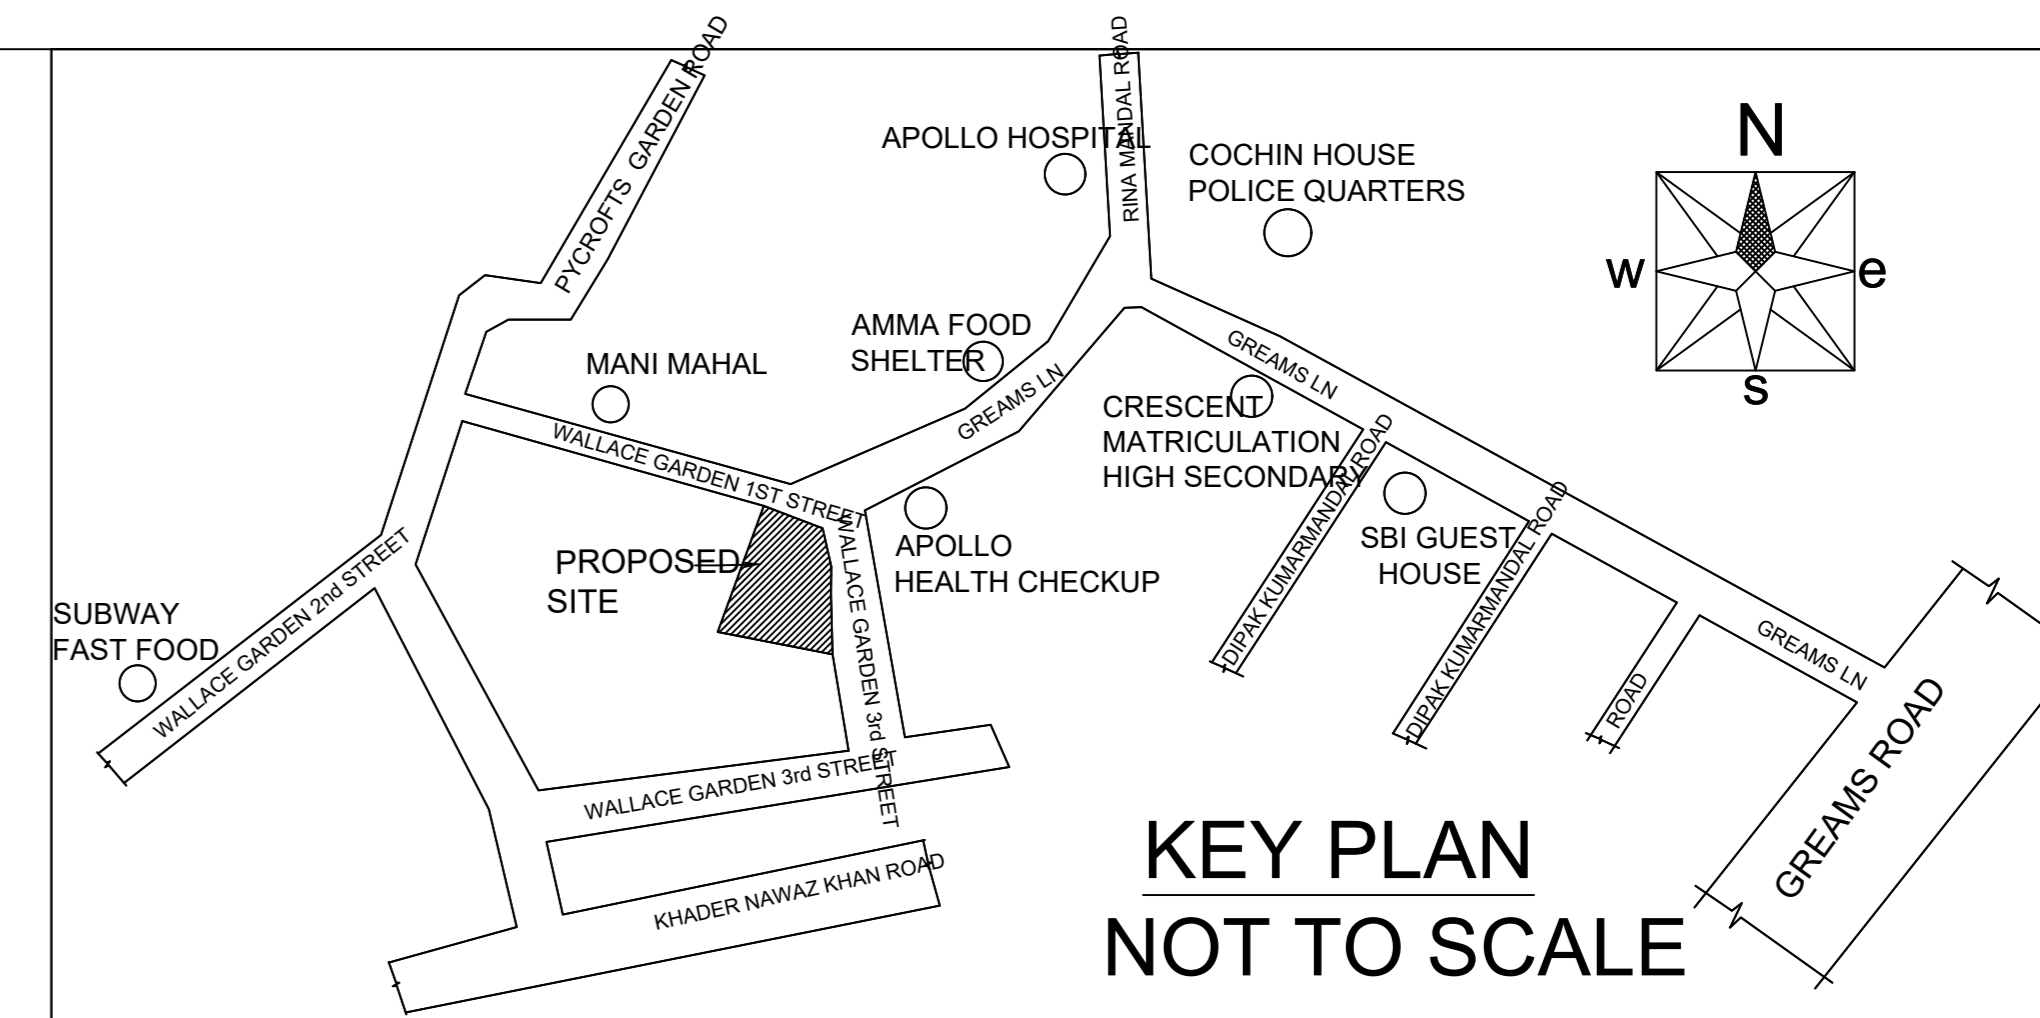 PYCROFTS GARDEN ROAD
RINA MANDAL ROAD
APOLLO HOSPITAL
COCHIN HOUSE
POLICE QUARTERS
N
w
e
s
AMMA FOOD
SHELTER
MANI MAHAL
GREAMS LN
GREAMS LN
CRESCENT
MATRICULATION
HIGH SECONDARY
WALLACE GARDEN 1ST STREET
DIPAK KUMARMANDAL ROAD
DIPAK KUMARMANDAL ROAD
SBI GUEST
HOUSE
PROPOSED
SITE
APOLLO
HEALTH CHECKUP
WALLACE GARDEN 3rd STREET
WALLACE GARDEN 2nd STREET
SUBWAY
FAST FOOD
ROAD
GREAMS LN
GREAMS ROAD
WALLACE GARDEN 3rd STREET
KHADER NAWAZ KHAN ROAD
KEY PLAN
NOT TO SCALE